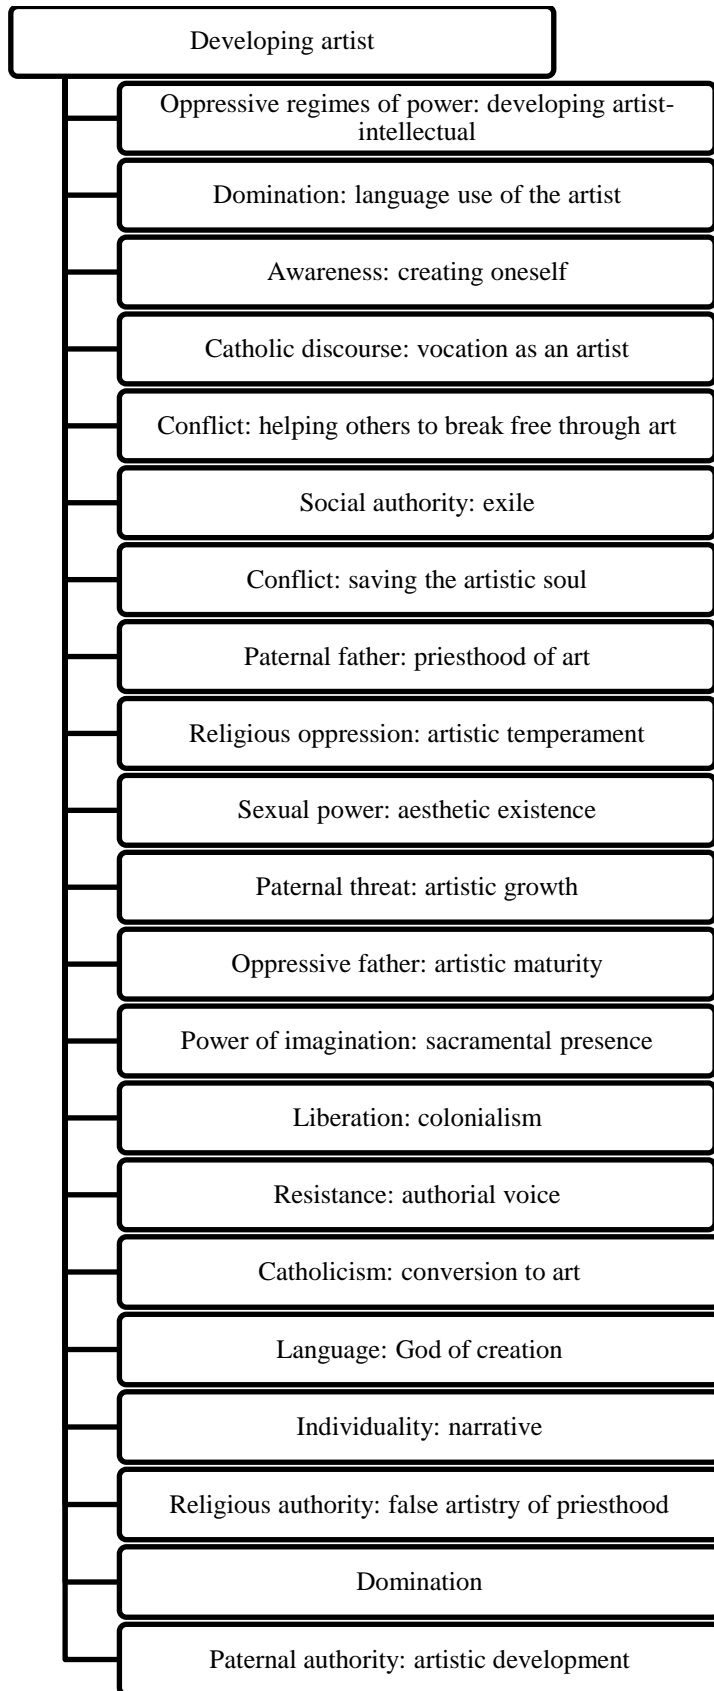 Developing artist
Oppressive regimes of power: developing artist-
intellectual
Domination: language use of the artist
Awareness: creating oneself
Catholic discourse: vocation as an artist
Conflict: helping others to break free through art
Social authority: exile
Conflict: saving the artistic soul
Paternal father: priesthood of art
Religious oppression: artistic temperament
Sexual power: aesthetic existence
Paternal threat: artistic growth
Oppressive father: artistic maturity
Power of imagination: sacramental presence
Liberation: colonialism
Resistance: authorial voice
Catholicism: conversion to art
Language: God of creation
Individuality: narrative
Religious authority: false artistry of priesthood
Domination
Paternal authority: artistic development